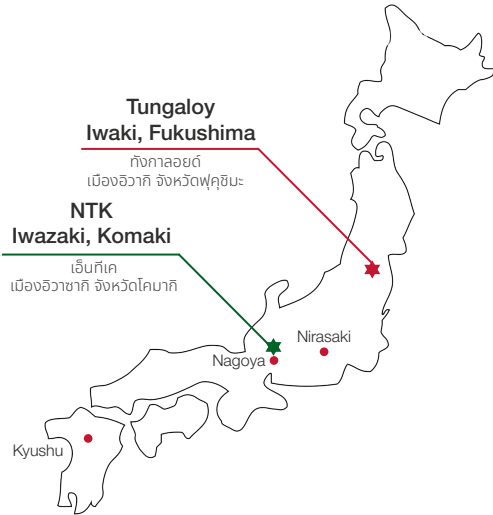 Tungaloy
Iwaki, Fukushima
ทังกาลอยด์
เมืองอิวากิ จังหวัดฟุคุชิมะ
NTK
Iwazaki, Komaki
เอ็นทีเค
เมืองอิวาซากิ จังหวัดโคมากิ
Nirasaki
Nagoya
Kyushu